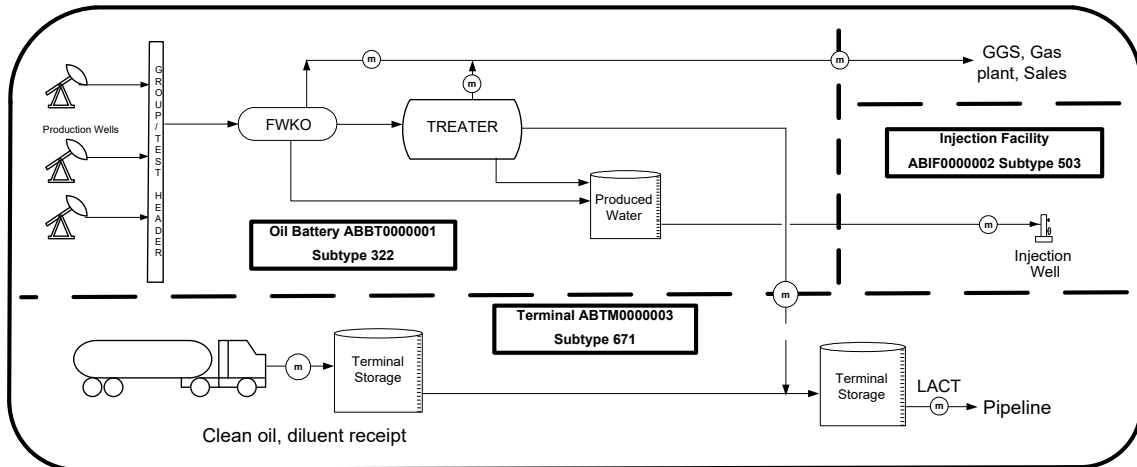 m
m
m
GGS, Gas
plant, Sales
GROUP/TEST HEADER
Production Wells
FWKO
TREATER
Injection Facility
ABIF0000002 Subtype 503
Produced
Water
Oil Battery ABBT0000001
Subtype 322
m
Injection
Well
m
Terminal ABTM0000003
Subtype 671
m
Terminal
Storage
Terminal
Storage
LACT
m
Pipeline
Clean oil, diluent receipt